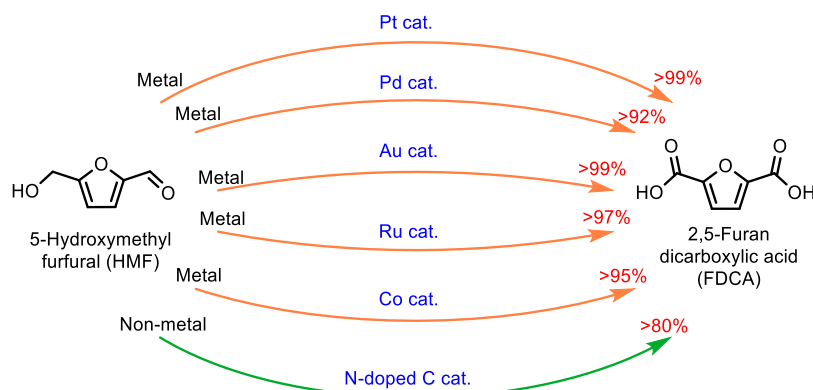 Pt cat.
Metal
>99%
Pd cat.
Metal
>92%
O
HO
O
Au cat.
Metal
>99%
O
O
O
HO
OH
Metal
>97%
Ru cat.
5-Hydroxymethyl
furfural (HMF)
2,5-Furan
dicarboxylic acid
(FDCA)
Metal
>95%
Co cat.
Non-metal
>80%
N-doped C cat.